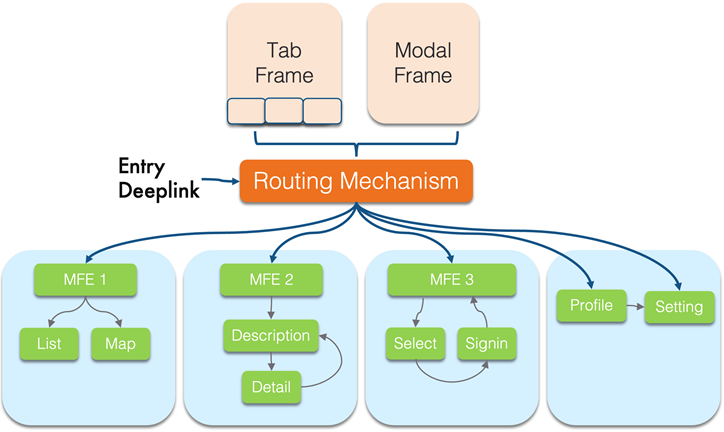 Tab
Frame
Modal
Frame
Entry
Deeplink
Routing Mechanism
MFE 1
List
Map
MFE 2
Description
Detail
MFE 3
Select
Signin
Profile
Setting